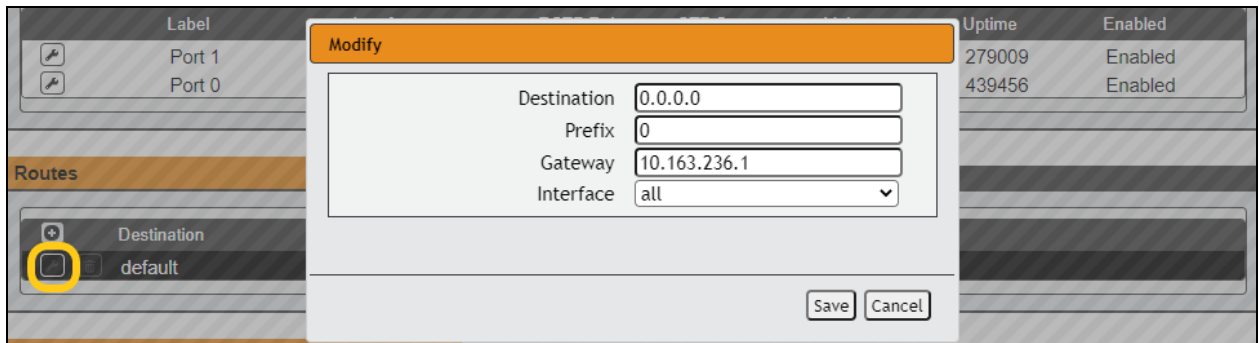 Label Uptime Enabled
Modify
Port 1 279009 Enabled
Port 0 439456 Enabled
Destination 0.0.0.0
Prefix 0
Gateway 10.163.236.1
Interface all
Routes
Destination
default
Save Cancel